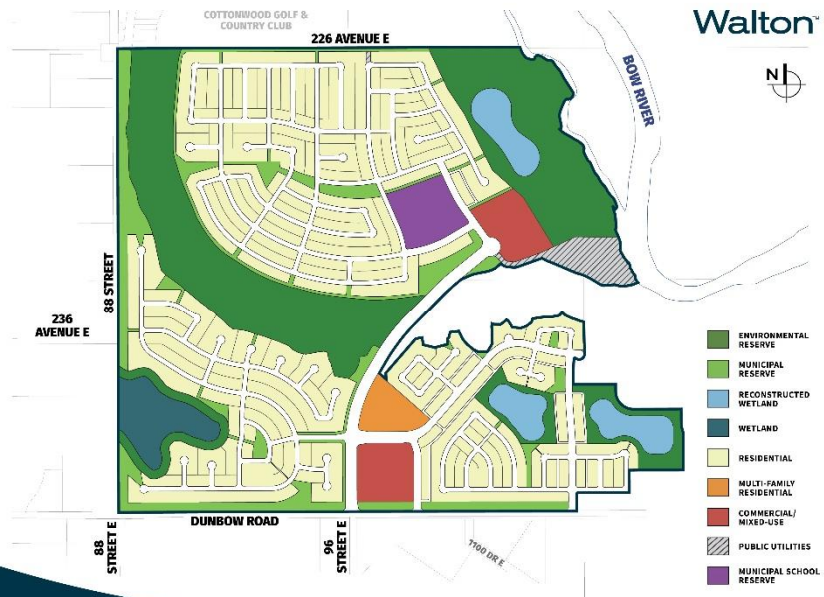 COTTONWOOD GOLF &
COUNTRY CLUB
Walton™
226 AVENUE E
N
BOW RIVER
88 STREET
236
AVENUE E
ENVIRONMENTAL
RESERVE
MUNICIPAL
RESERVE
RECONSTRUCTED
WETLAND
WETLAND
RESIDENTIAL
MULTI-FAMILY
RESIDENTIAL
COMMERCIAL/
MIXED-USE
PUBLIC UTILITIES
MUNICIPAL SCHOOL
RESERVE
DUNBOW ROAD
88
STREET E
96
STREET E
1100 DR E